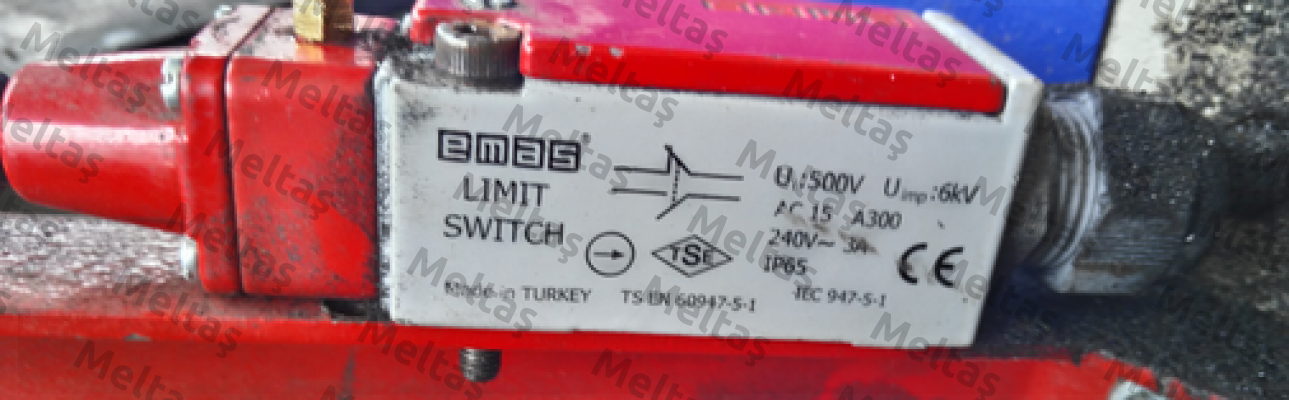 emas
LIMIT
SWITCH
Ui:500V Uimp:6kV
AC 15 A300
240V~ 3A
IP65
TSE
CE
Made in TURKEY TS EN 60947-5-1 IEC 947-5-1
Meltaş